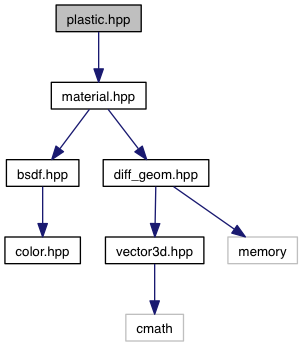 plastic.hpp
material.hpp
bsdf.hpp
diff_geom.hpp
color.hpp
vector3d.hpp
memory
cmath